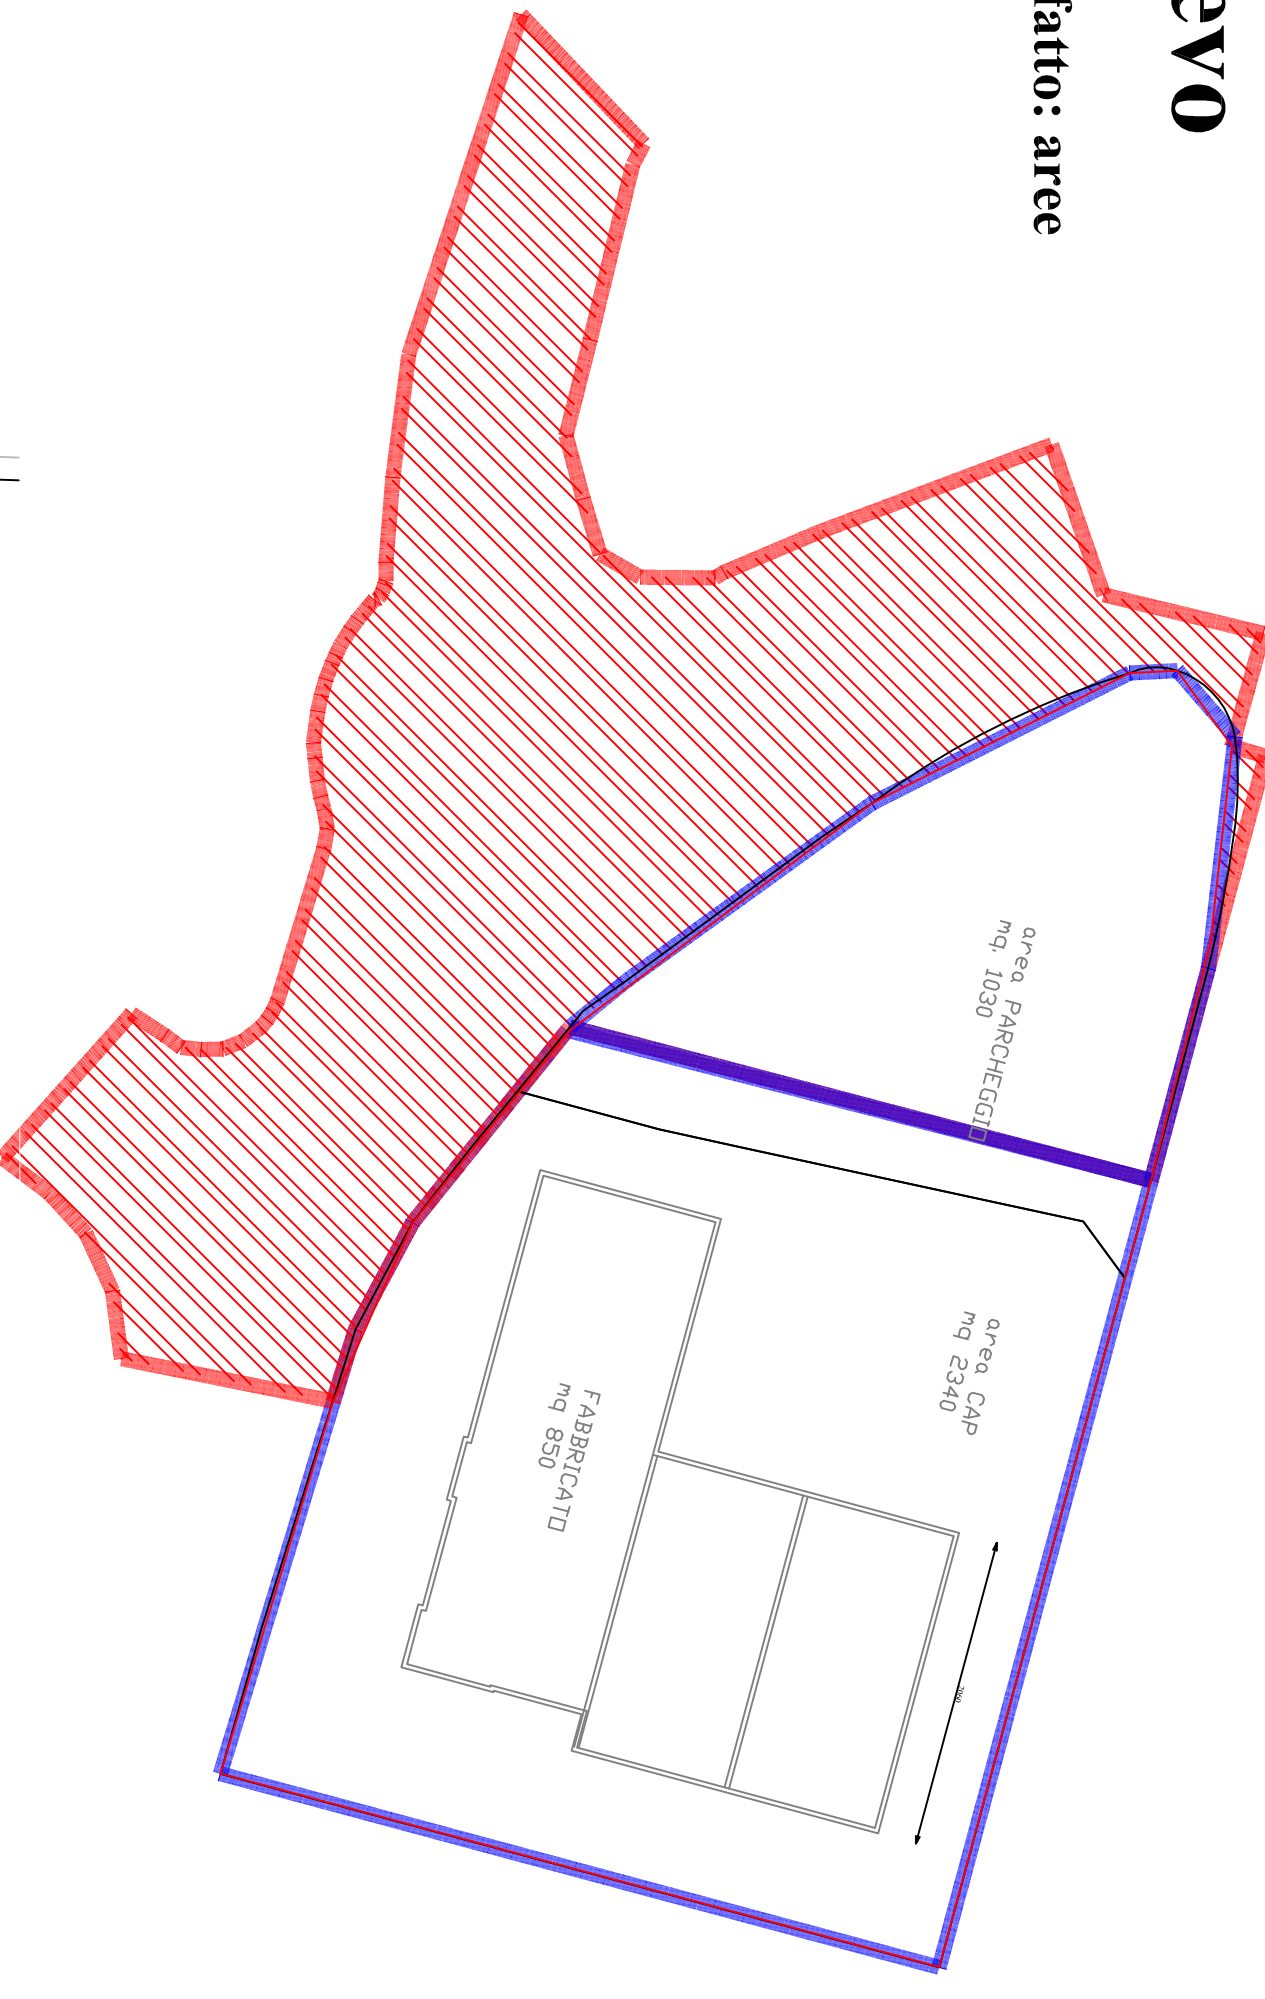 evo
fatto: aree
area PARCHEGGIO
mq. 1030
area CAP
mq 2340
FABBRICATO
mq 850